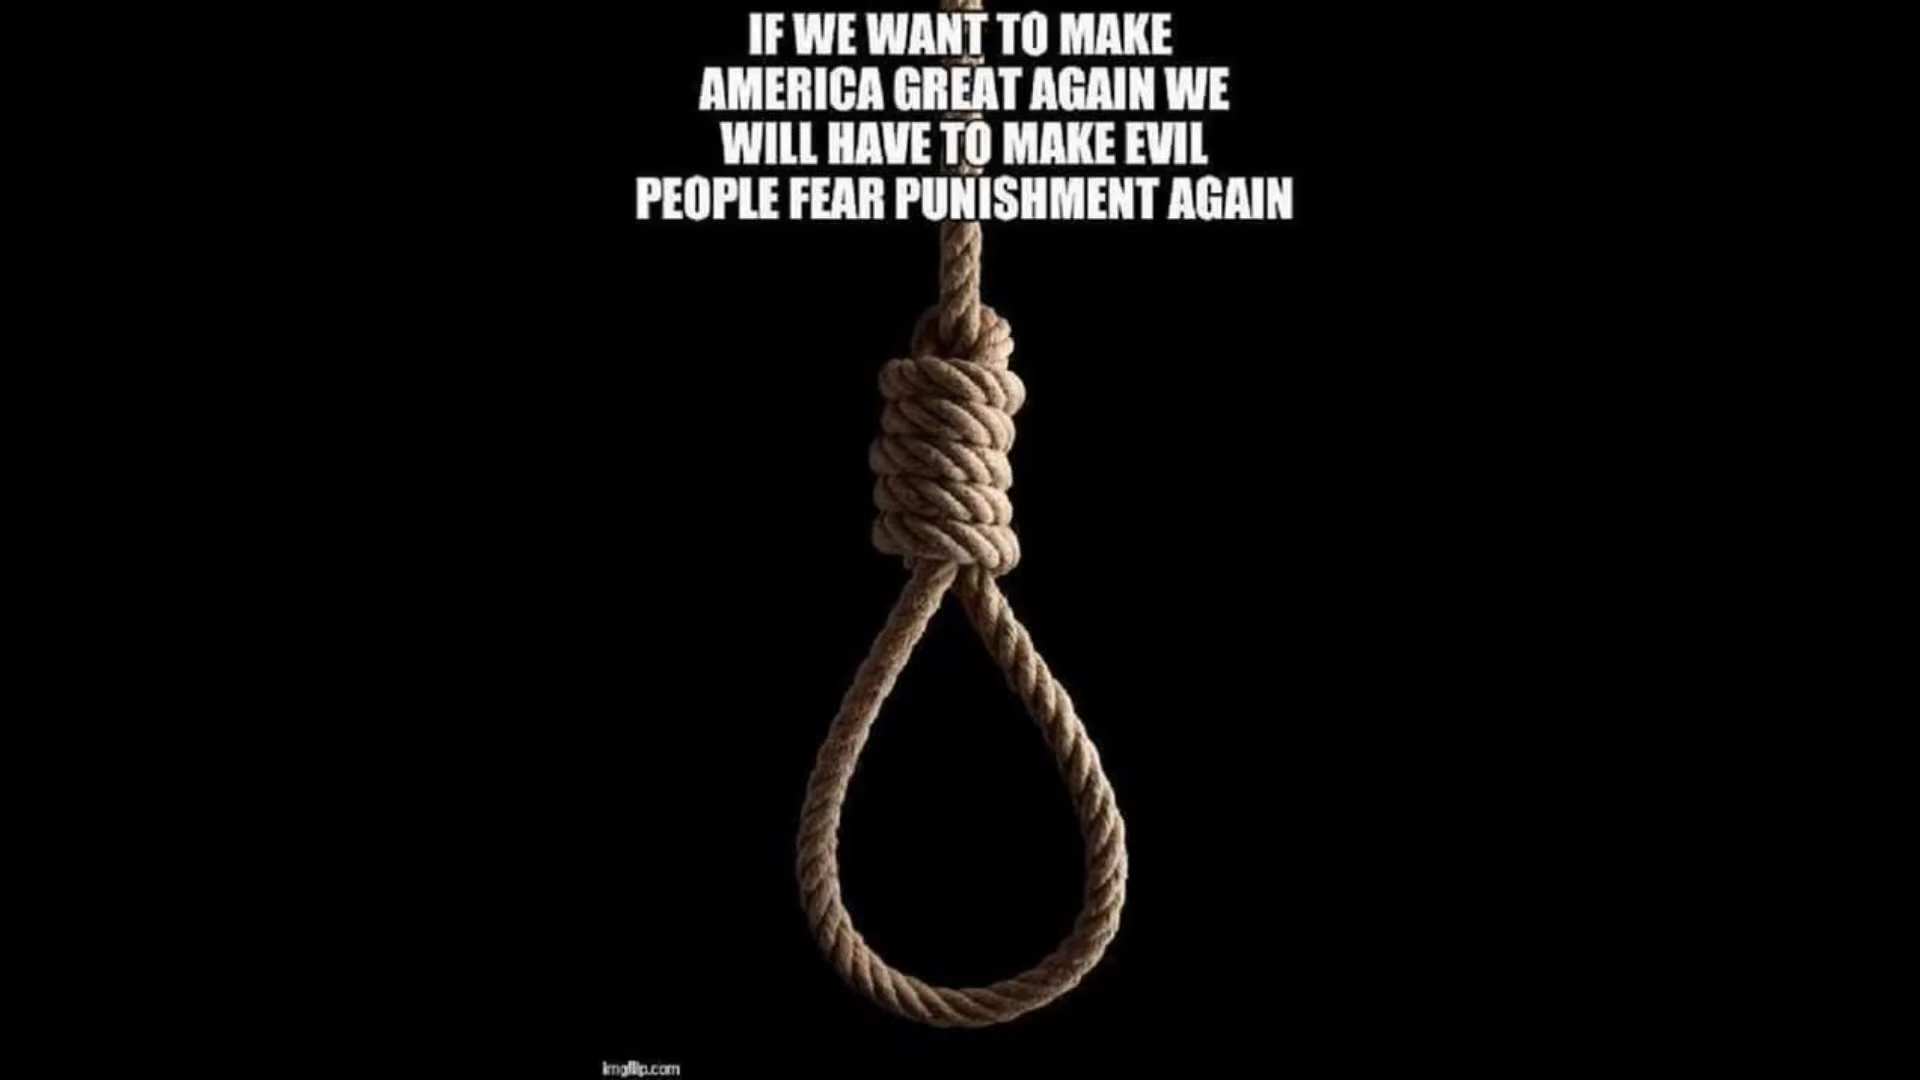 IF WE WANT TO MAKE
AMERICA GREAT AGAIN WE
WILL HAVE TO MAKE EVIL
PEOPLE FEAR PUNISHMENT AGAIN
imgflip.com